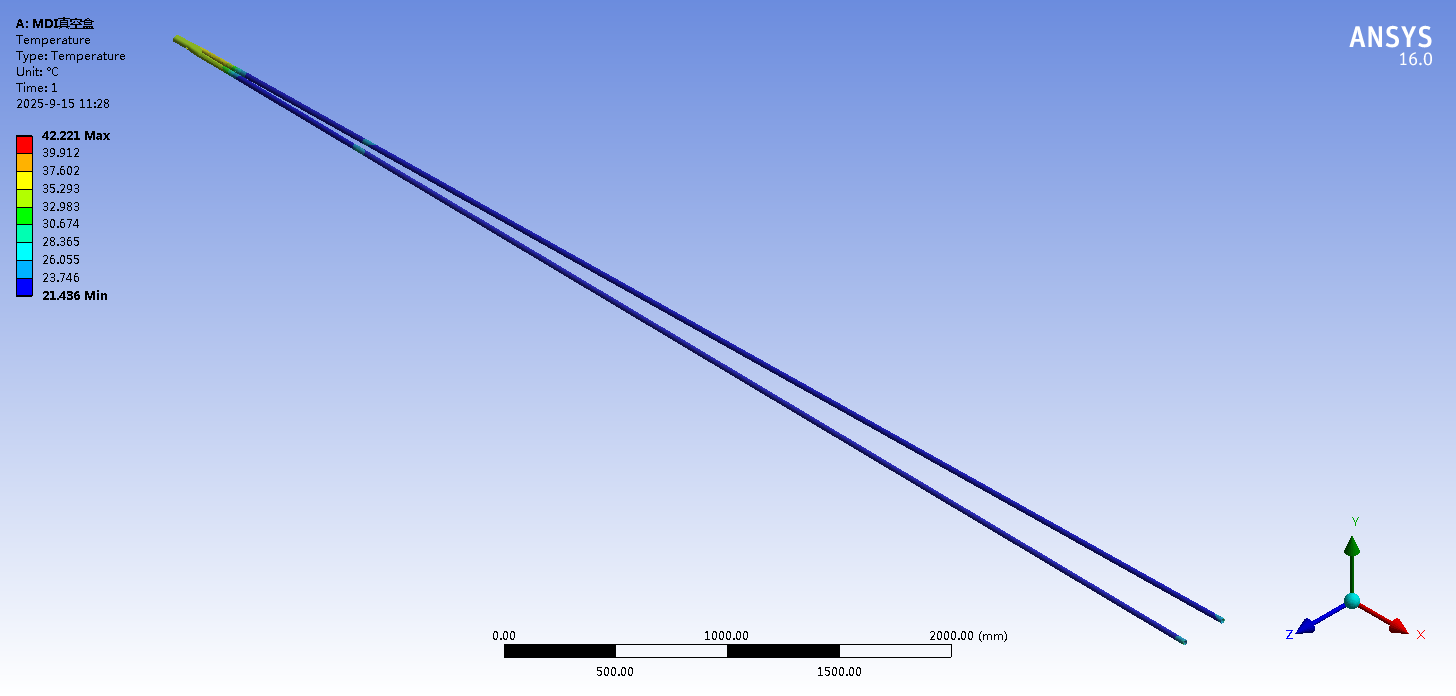 A: MDI真空盒
Temperature
Type: Temperature
Unit: °C
Time: 1
2025-9-15 11:28
42.221 Max
39.912
37.602
35.293
32.983
30.674
28.365
26.055
23.746
21.436 Min
ANSYS
16.0
0.00 1000.00 2000.00 (mm)
500.00 1500.00
Y
Z X